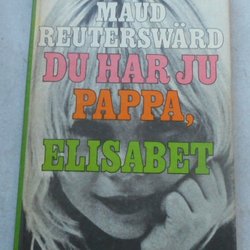 MAUD
REUTERSWÄRD
DU HAR JU
PAPPA,
ELISABET